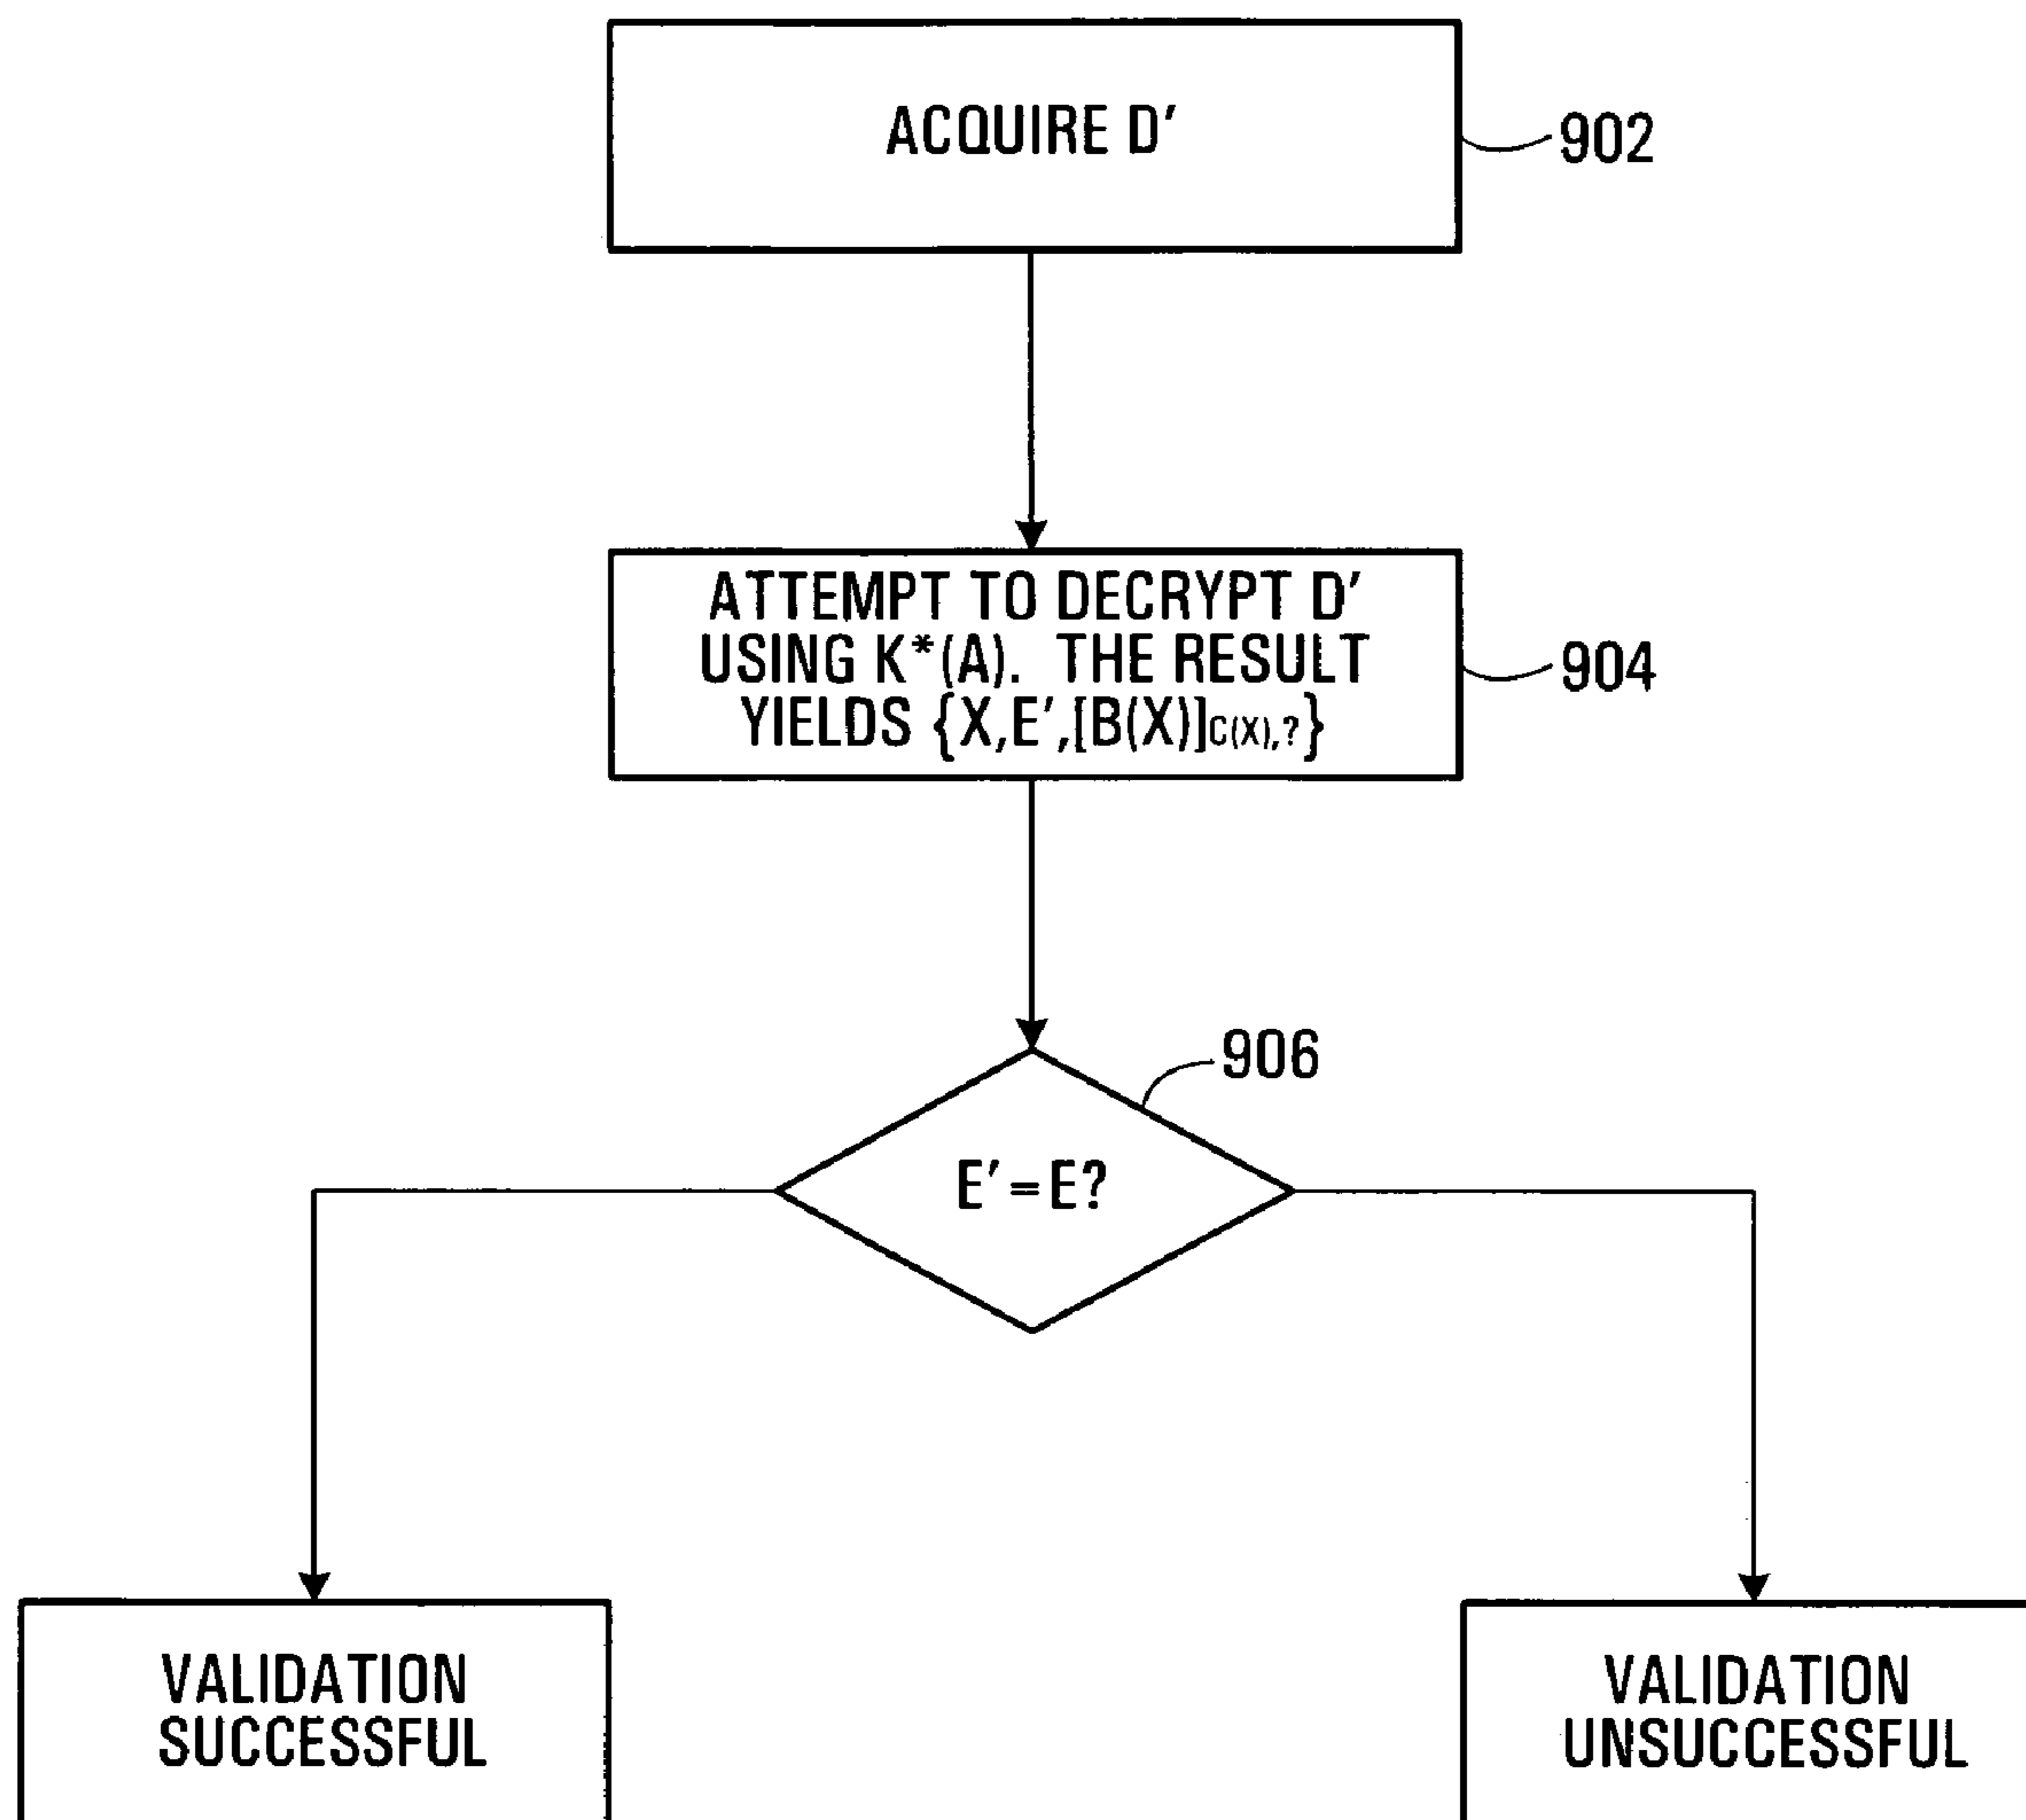 ACQUIRE D′
902
ATTEMPT TO DECRYPT D′
USING K*(A). THE RESULT
YIELDS {X,E′,[B(X)]C(X),?}
904
906
E′=E?
VALIDATION
SUCCESSFUL
VALIDATION
UNSUCCESSFUL